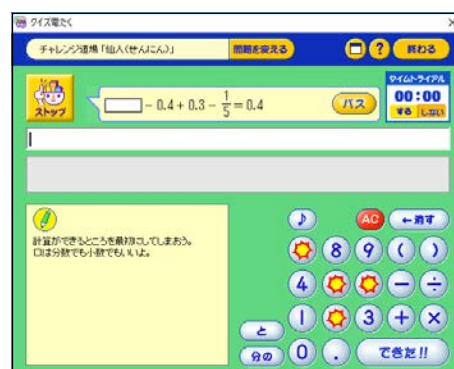 クイズ電たく
チャレンジ道場「仙人(せんにん)」
問題を変える
?
終わる
ストップ
□ − 0.4 + 0.3 − 1/5 = 0.4
パス
タイムトライアル
00:00
する しない
計算ができるところを最初にしてしまおう。
□は分数でも小数でもいいよ。
♪ AC ←消す
8 9 ( )
4 − ÷
と 1 3 + ×
分の 0 . できた!!